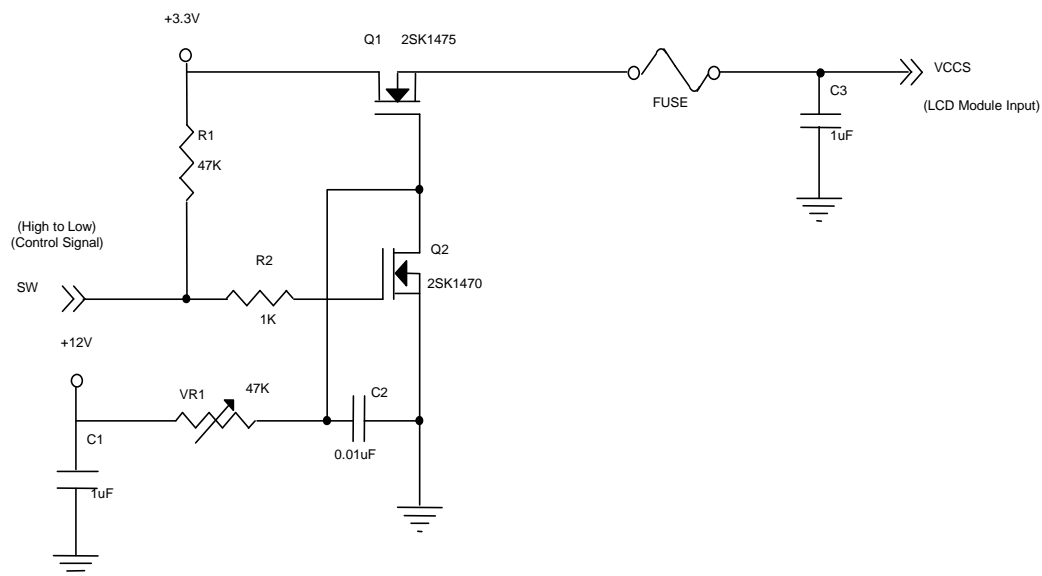 +3.3V
Q1 2SK1475
VCCS
FUSE
C3
(LCD Module Input)
1uF
R1
47K
(High to Low)
(Control Signal)
Q2
R2
2SK1470
SW
1K
+12V
VR1
47K
C2
C1
0.01uF
1uF